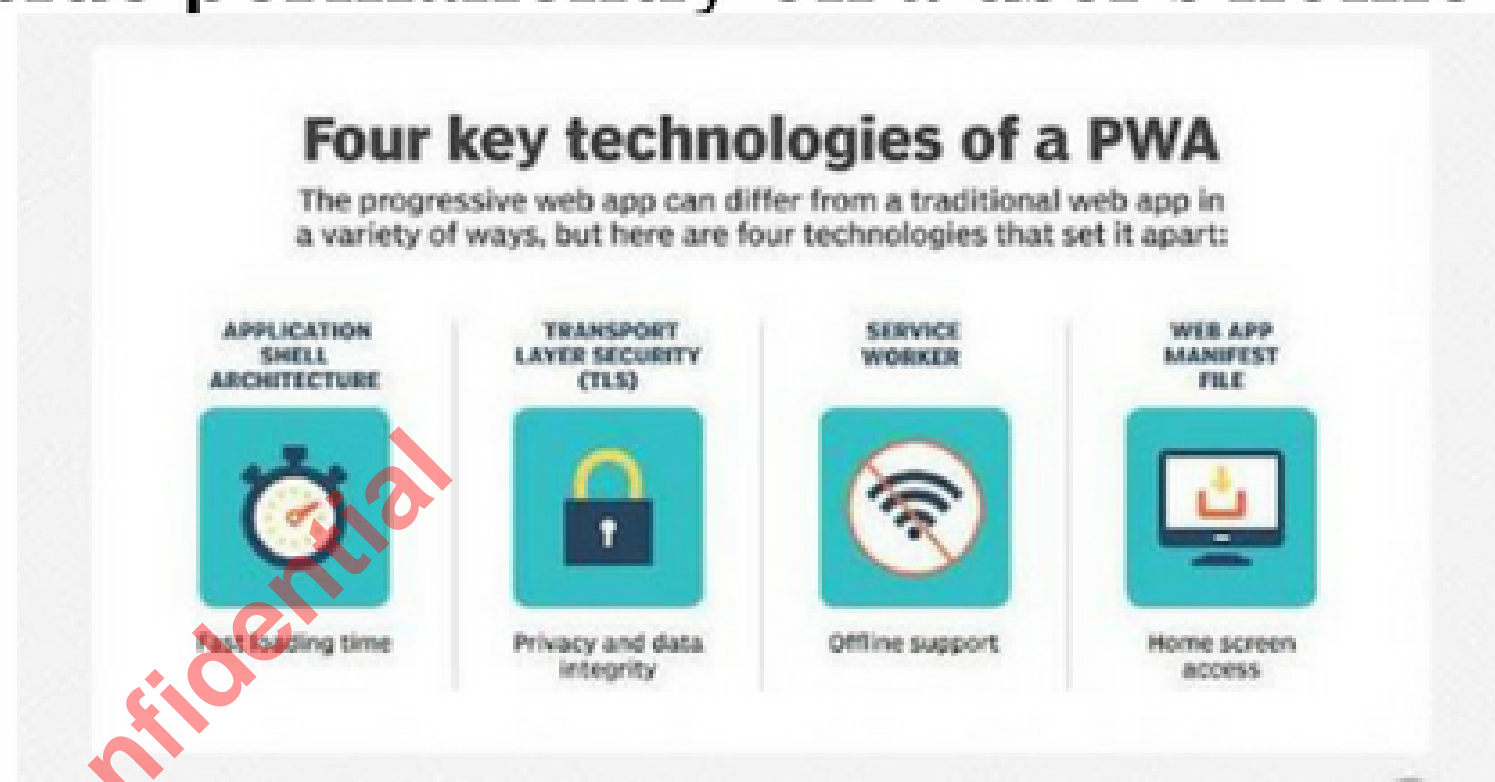 Four key technologies of a PWA
The progressive web app can differ from a traditional web app in
a variety of ways, but here are four technologies that set it apart:
APPLICATION
SHELL
ARCHITECTURE
TRANSPORT
LAYER SECURITY
(TLS)
SERVICE
WORKER
WEB APP
MANIFEST
FILE
Fast loading time
Privacy and data
integrity
Offline support
Home screen
access
nfidential